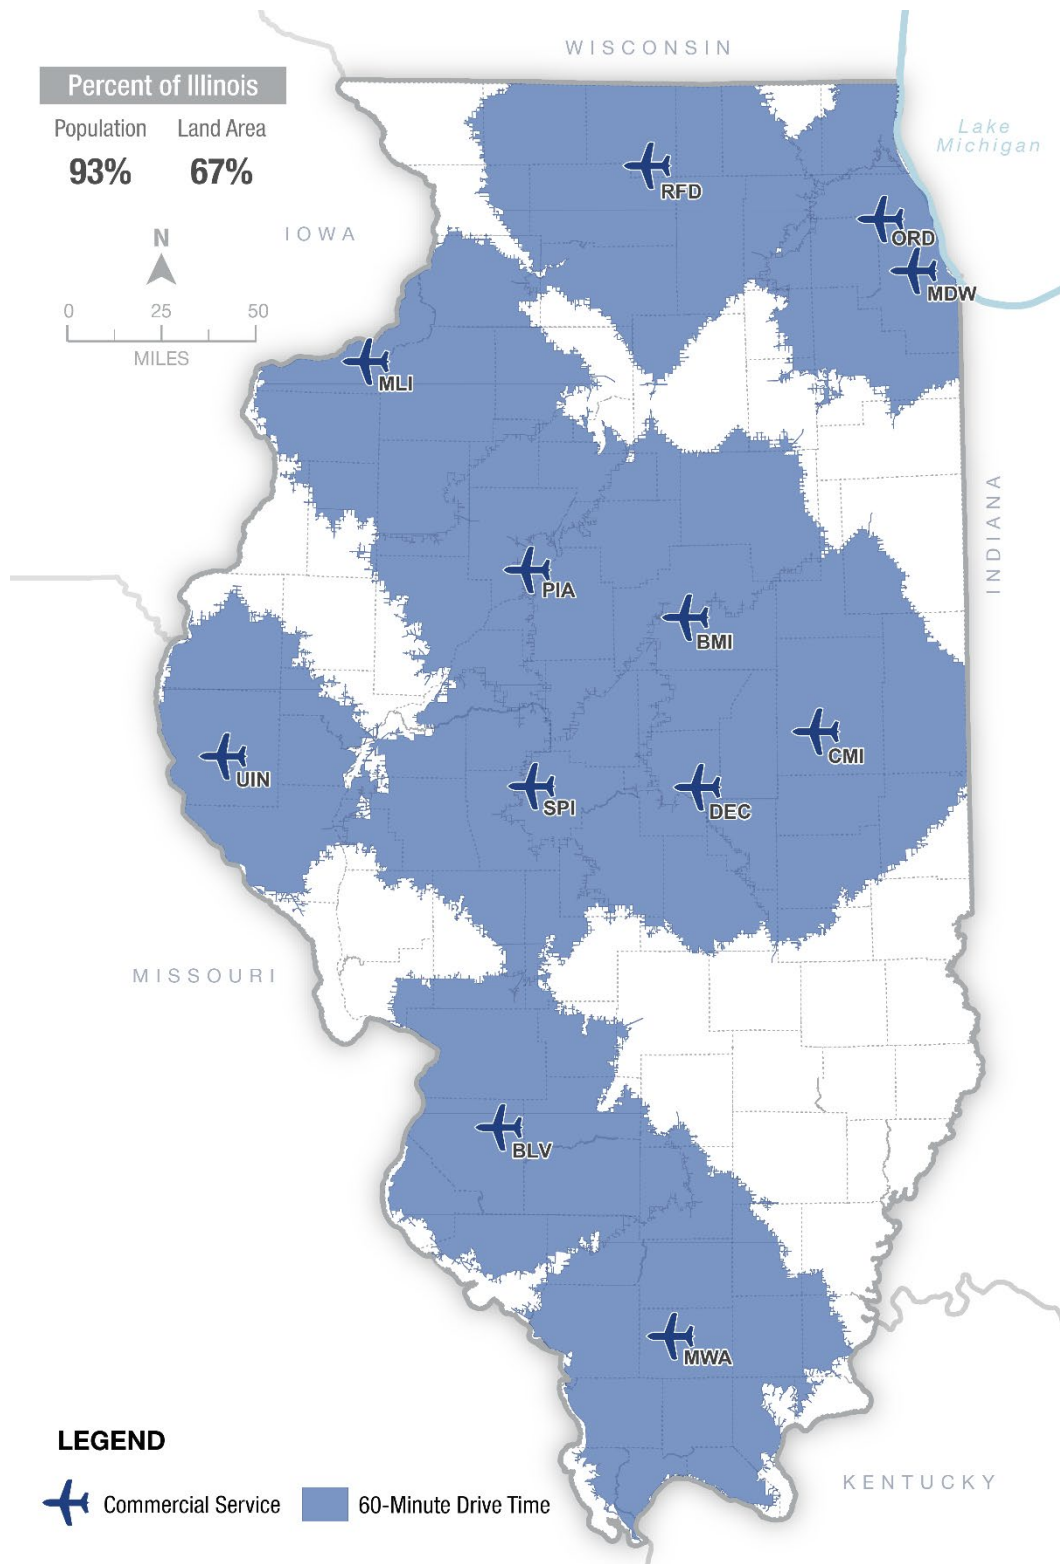 WISCONSIN
Percent of Illinois
Population Land Area
93% 67%
Lake
Michigan
IOWA
N
0 25 50
MILES
RFD
ORD
MDW
MLI
INDIANA
PIA
BMI
UIN
SPI
DEC
CMI
MISSOURI
BLV
MWA
LEGEND
Commercial Service
60-Minute Drive Time
KENTUCKY